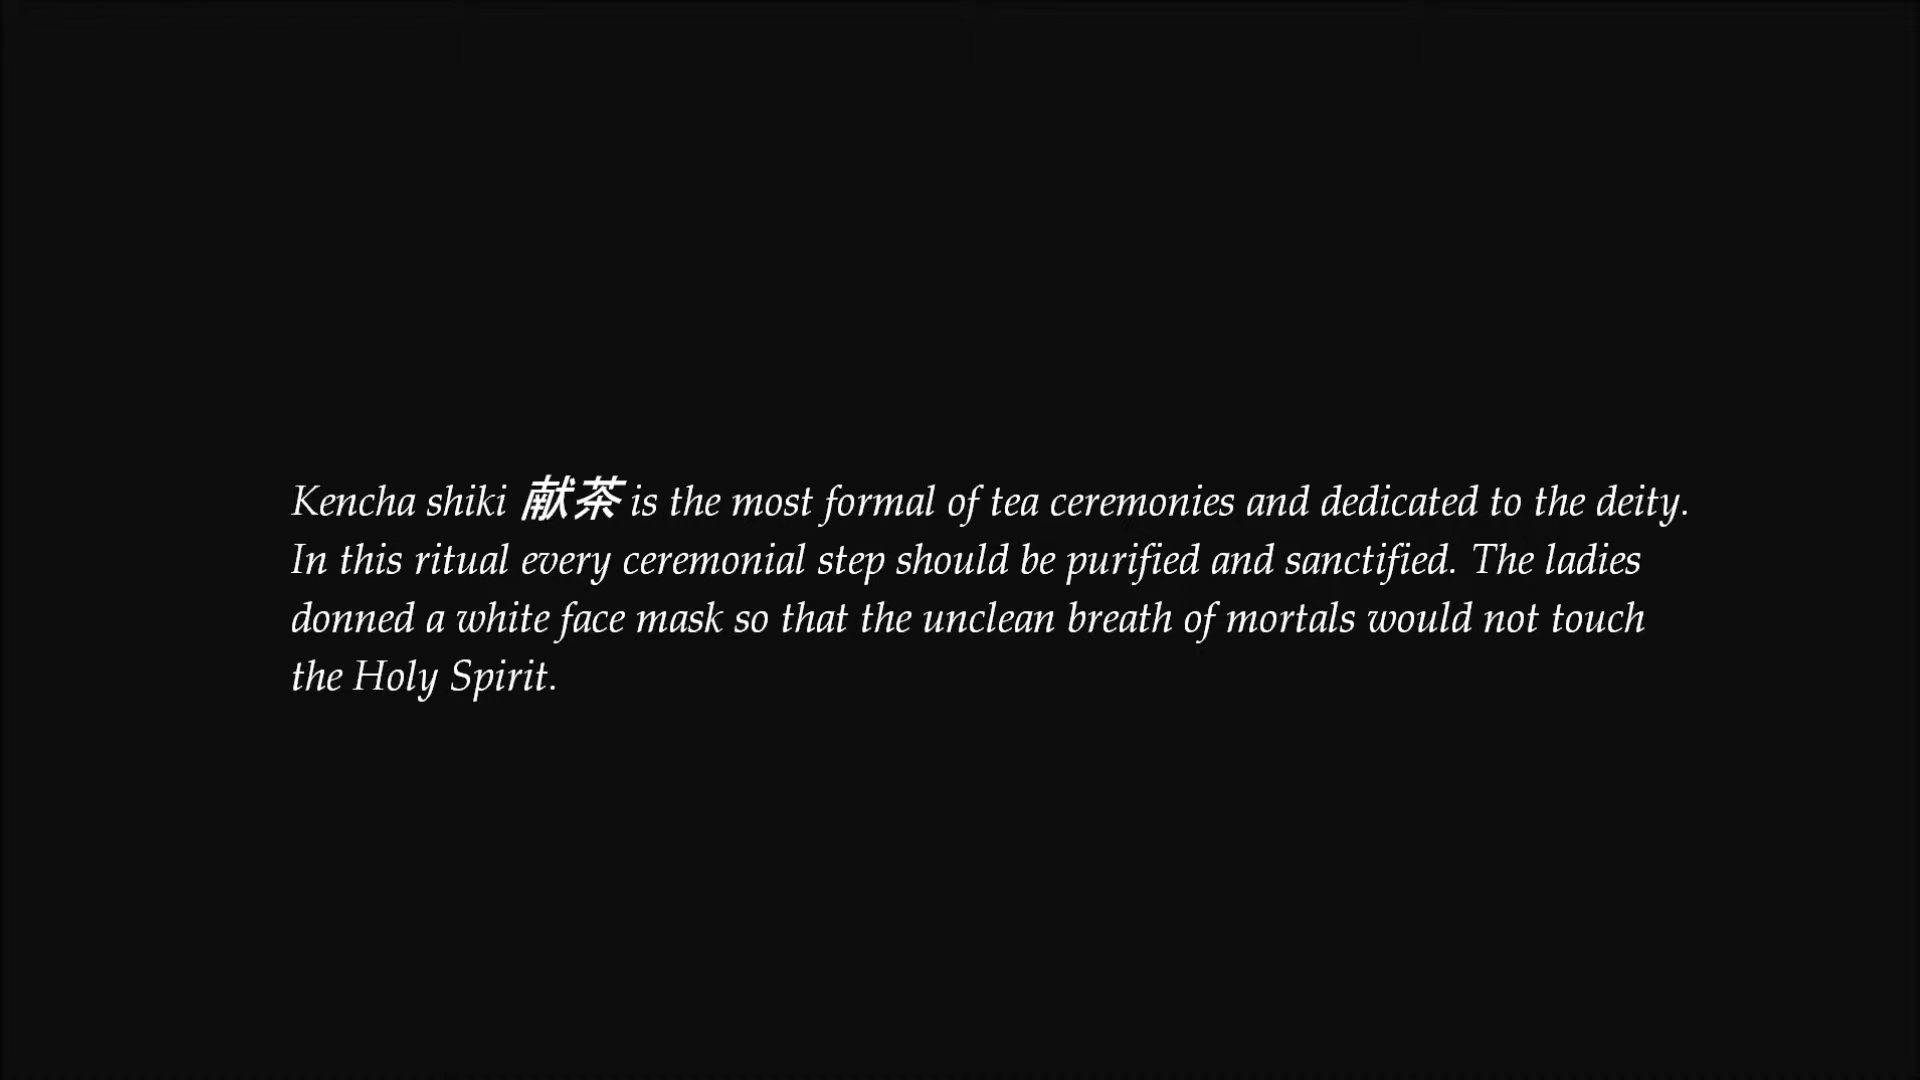 Kencha shiki 献茶 is the most formal of tea ceremonies and dedicated to the deity.
In this ritual every ceremonial step should be purified and sanctified. The ladies
donned a white face mask so that the unclean breath of mortals would not touch
the Holy Spirit.